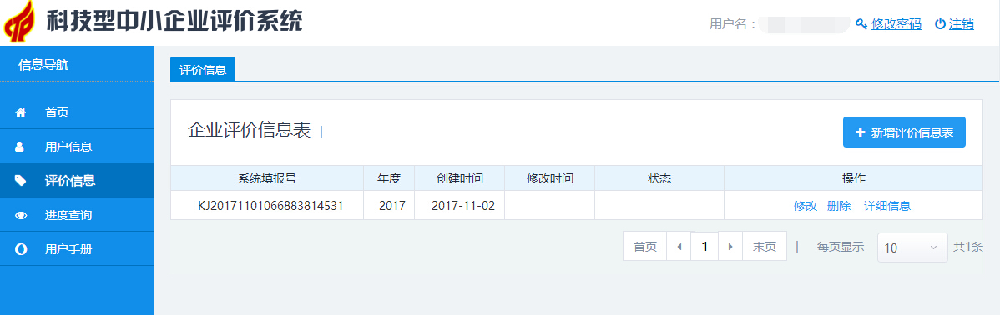 科技型中小企业评价系统
用户名： 修改密码 注销
信息导航
首页
用户信息
评价信息
进度查询
用户手册
评价信息
企业评价信息表 |
+ 新增评价信息表
系统填报号 年度 创建时间 修改时间 状态 操作
KJ20171101066883814531 2017 2017-11-02 修改 删除 详细信息
首页 1 末页 | 每页显示 10 共1条